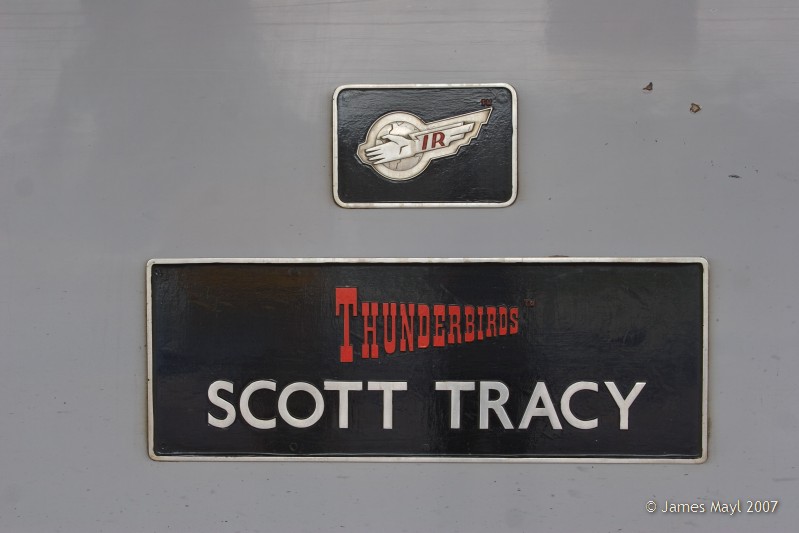 IR
THUNDERBIRDS
SCOTT TRACY
© James Mayl 2007